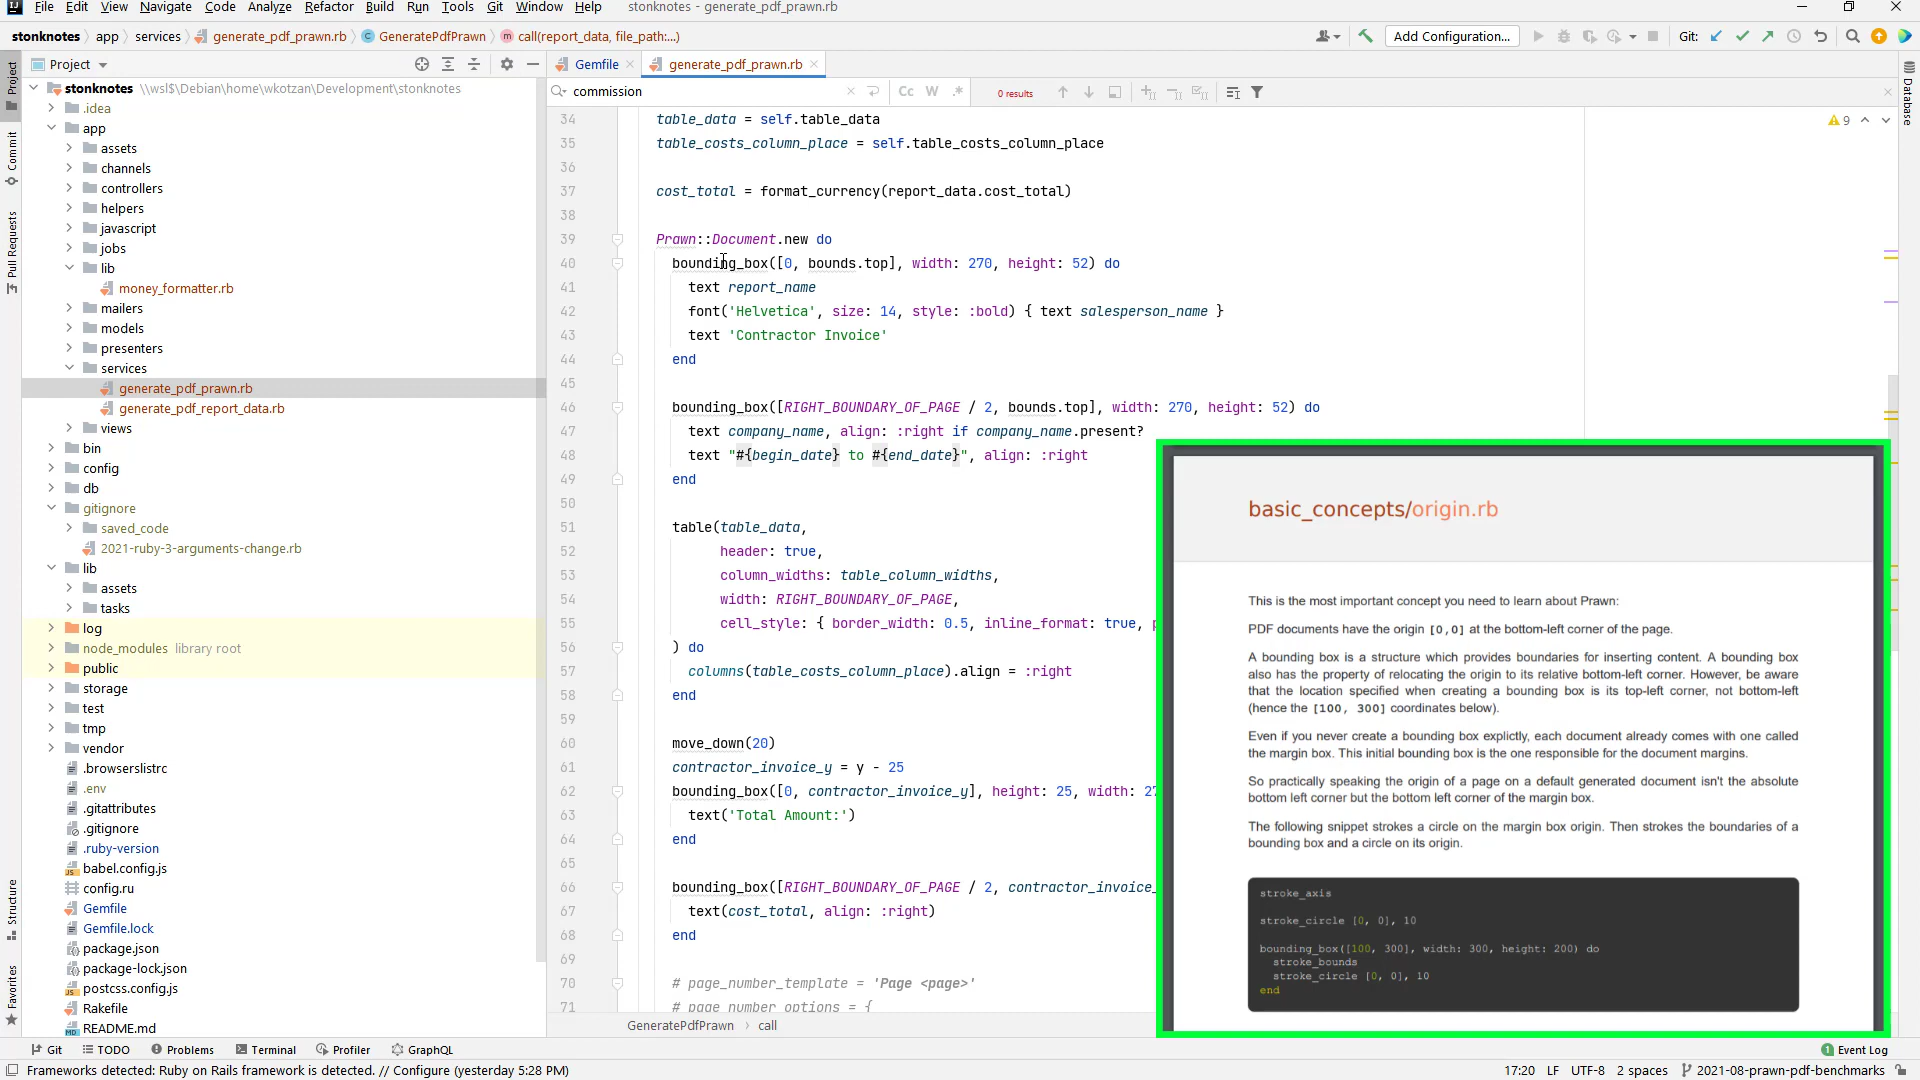 File Edit View Navigate Code Analyze Refactor Build Run Tools Git Window Help stonknotes - generate_pdf_prawn.rb
stonknotes app services generate_pdf_prawn.rb GeneratePdfPrawn call(report_data, file_path:...) Add Configuration... Git:
Project
Gemfile generate_pdf_prawn.rb
commission Cc W .* 0 results
Project
Commit
Pull Requests
Structure
Favorites
stonknotes \\wsl$\Debian\home\wkotzan\Development\stonknotes
.idea
app
assets
channels
controllers
helpers
javascript
jobs
lib
money_formatter.rb
mailers
models
presenters
services
generate_pdf_prawn.rb
generate_pdf_report_data.rb
views
bin
config
db
gitignore
saved_code
2021-ruby-3-arguments-change.rb
lib
assets
tasks
log
node_modules library root
public
storage
test
tmp
vendor
.browserslistrc
.env
.gitattributes
.gitignore
.ruby-version
babel.config.js
config.ru
Gemfile
Gemfile.lock
package.json
package-lock.json
postcss.config.js
Rakefile
README.md
9
Database
34 table_data = self.table_data
35 table_costs_column_place = self.table_costs_column_place
36
37 cost_total = format_currency(report_data.cost_total)
38
39 Prawn::Document.new do
40 bounding_box([0, bounds.top], width: 270, height: 52) do
41 text report_name
42 font('Helvetica', size: 14, style: :bold) { text salesperson_name }
43 text 'Contractor Invoice'
44 end
45
46 bounding_box([RIGHT_BOUNDARY_OF_PAGE / 2, bounds.top], width: 270, height: 52) do
47 text company_name, align: :right if company_name.present?
48 text "#{begin_date} to #{end_date}", align: :right
49 end
50
51 table(table_data,
52 header: true,
53 column_widths: table_column_widths,
54 width: RIGHT_BOUNDARY_OF_PAGE,
55 cell_style: { border_width: 0.5, inline_format: true, p
56 ) do
57 columns(table_costs_column_place).align = :right
58 end
59
60 move_down(20)
61 contractor_invoice_y = y - 25
62 bounding_box([0, contractor_invoice_y], height: 25, width: 27
63 text('Total Amount:')
64 end
65
66 bounding_box([RIGHT_BOUNDARY_OF_PAGE / 2, contractor_invoice_
67 text(cost_total, align: :right)
68 end
69
70 # page_number_template = 'Page <page>'
71 # page_number_options = {
GeneratePdfPrawn call
basic_concepts/origin.rb
This is the most important concept you need to learn about Prawn:
PDF documents have the origin [0,0] at the bottom-left corner of the page.
A bounding box is a structure which provides boundaries for inserting content. A bounding box
also has the property of relocating the origin to its relative bottom-left corner. However, be aware
that the location specified when creating a bounding box is its top-left corner, not bottom-left
(hence the [100, 300] coordinates below).
Even if you never create a bounding box explictly, each document already comes with one called
the margin box. This initial bounding box is the one responsible for the document margins.
So practically speaking the origin of a page on a default generated document isn't the absolute
bottom left corner but the bottom left corner of the margin box.
The following snippet strokes a circle on the margin box origin. Then strokes the boundaries of a
bounding box and a circle on its origin.
stroke_axis
stroke_circle [0, 0], 10
bounding_box([100, 300], width: 300, height: 200) do
stroke_bounds
stroke_circle [0, 0], 10
end
Git TODO Problems Terminal Profiler GraphQL 1 Event Log
Frameworks detected: Ruby on Rails framework is detected. // Configure (yesterday 5:28 PM) 17:20 LF UTF-8 2 spaces 2021-08-prawn-pdf-benchmarks